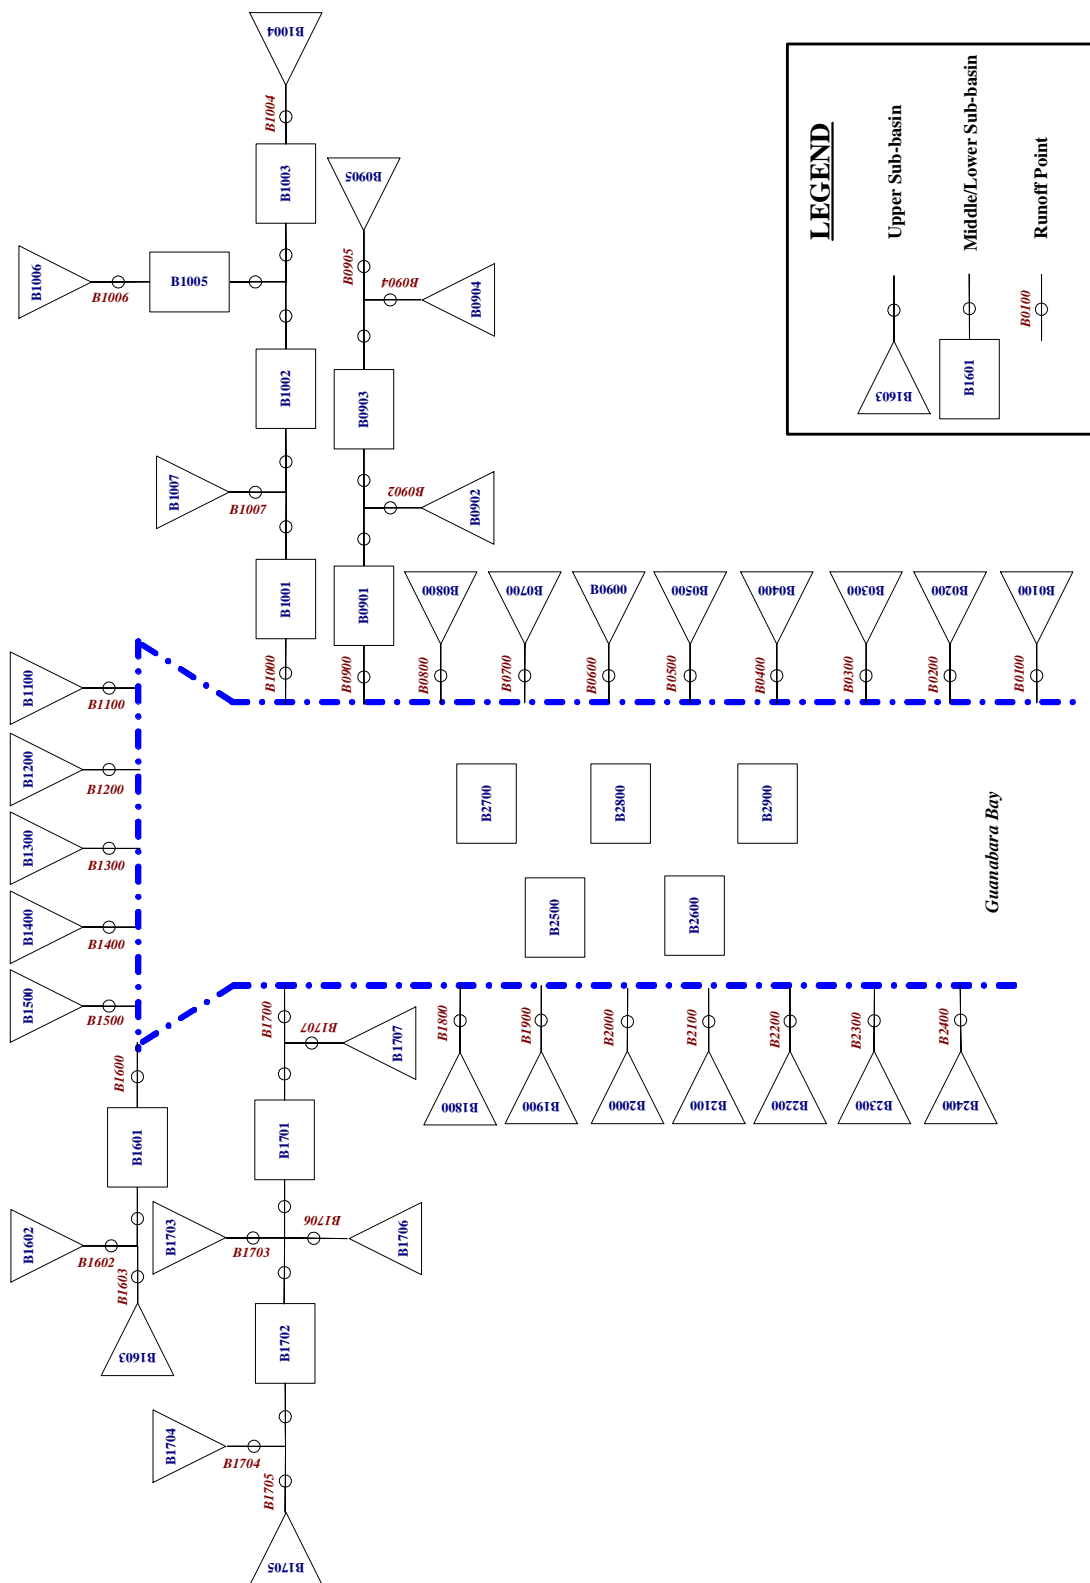 B1004
B1004
B1003
B0905
B0905
B1006
B1006
B1005
B0904
B0904
B1002
B0903
B1007
B1007
B0902
B0902
B1001
B0901
B1000
B0900
B0800
B0800
B0700
B0700
B0600
B0600
B0500
B0500
B0400
B0400
B0300
B0300
B0200
B0200
B0100
B0100
B1100
B1100
B1200
B1200
B1300
B1300
B1400
B1400
B1500
B1500
B2700
B2800
B2900
B2500
B2600
Guanabara Bay
B1600
B1601
B1602
B1602
B1603
B1603
B1700
B1707
B1707
B1701
B1703
B1703
B1706
B1706
B1702
B1704
B1704
B1705
B1705
B1800
B1800
B1900
B1900
B2000
B2000
B2100
B2100
B2200
B2200
B2300
B2300
B2400
B2400
LEGEND
B1603
Upper Sub-basin
B1601
Middle/Lower Sub-basin
B0100
Runoff Point